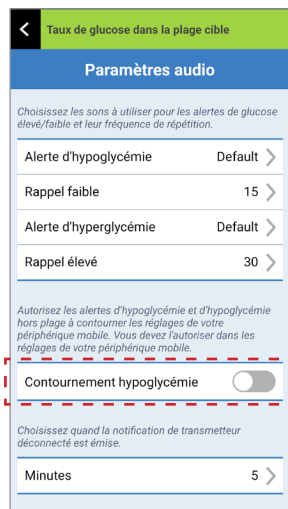 Taux de glucose dans la plage cible
Paramètres audio
Choisissez les sons à utiliser pour les alertes de glucose
élevé/faible et leur fréquence de répétition.
Alerte d'hypoglycémie Default
Rappel faible 15
Alerte d'hyperglycémie Default
Rappel élevé 30
Autorisez les alertes d'hypoglycémie et d'hypoglycémie
hors plage à contourner les réglages de votre
périphérique mobile. Vous devez l'autoriser dans les
réglages de votre périphérique mobile.
Contournement hypoglycémie
Choisissez quand la notification de transmetteur
déconnecté est émise.
Minutes 5